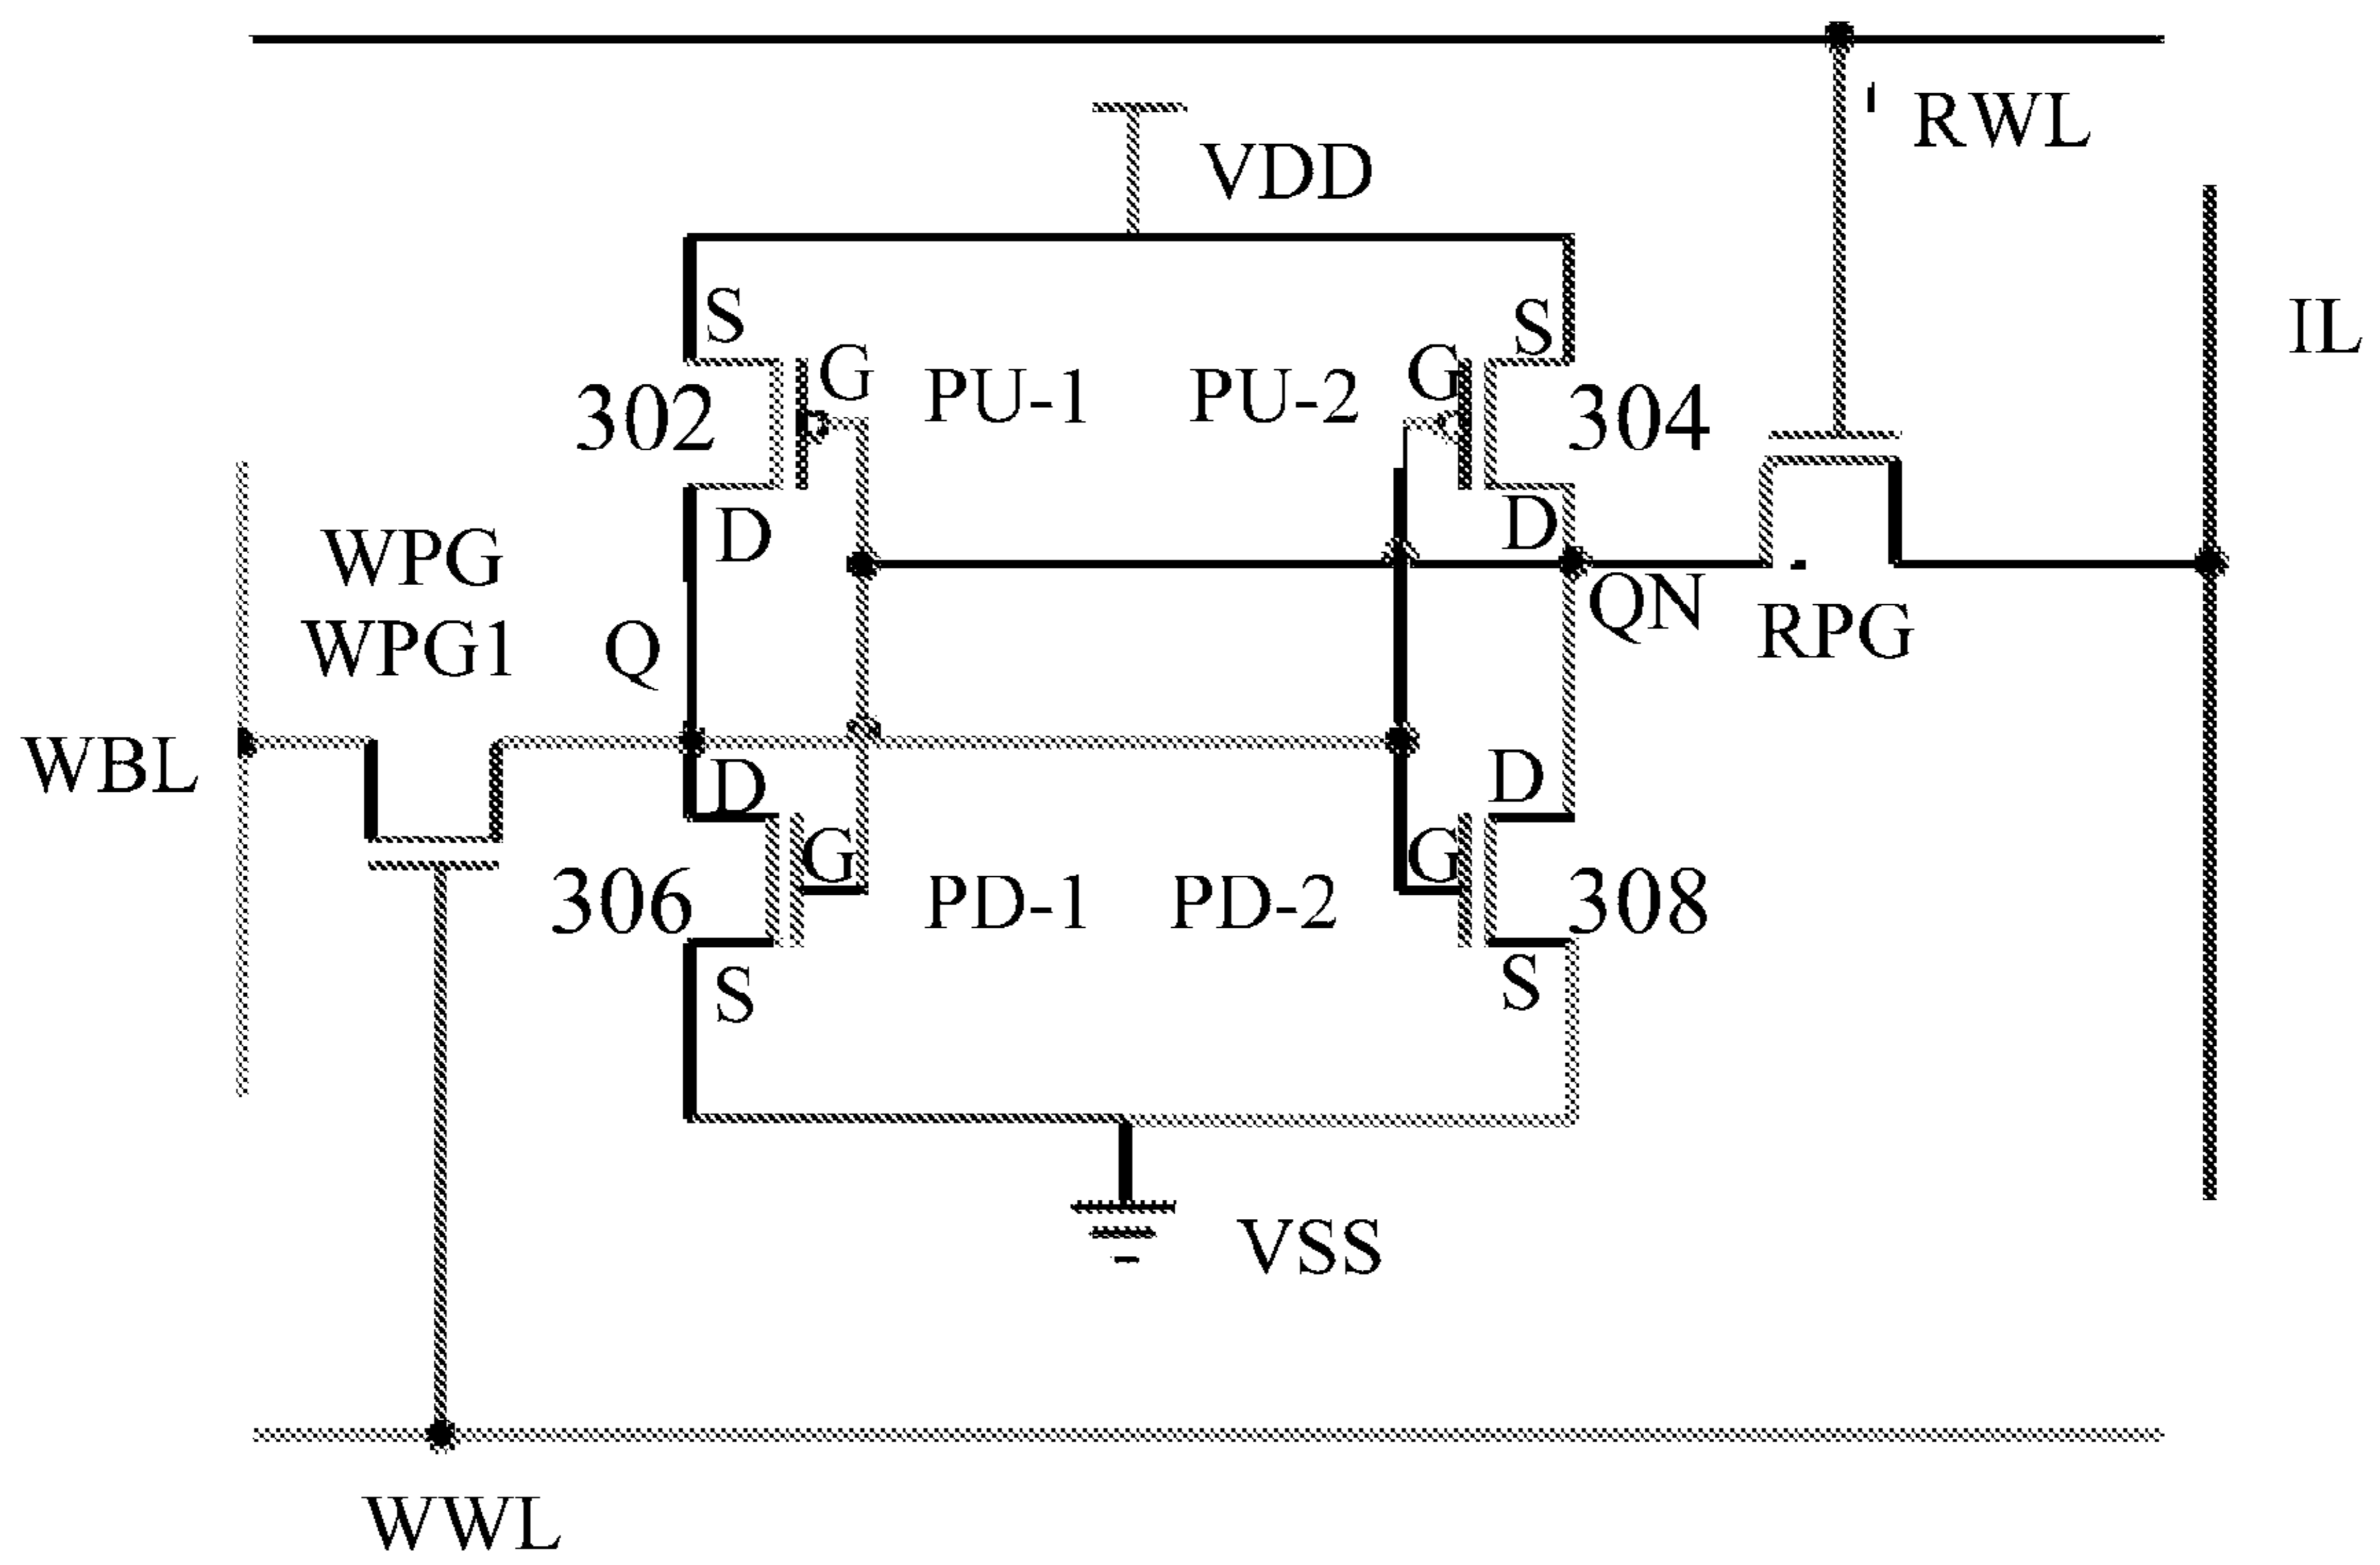 RWL
VDD
S
S
IL
G
PU-1
PU-2
G
302
304
D
D
WPG
QN
WPG1
Q
RPG
WBL
D
D
G
G
306
PD-1
PD-2
308
S
S
VSS
WWL